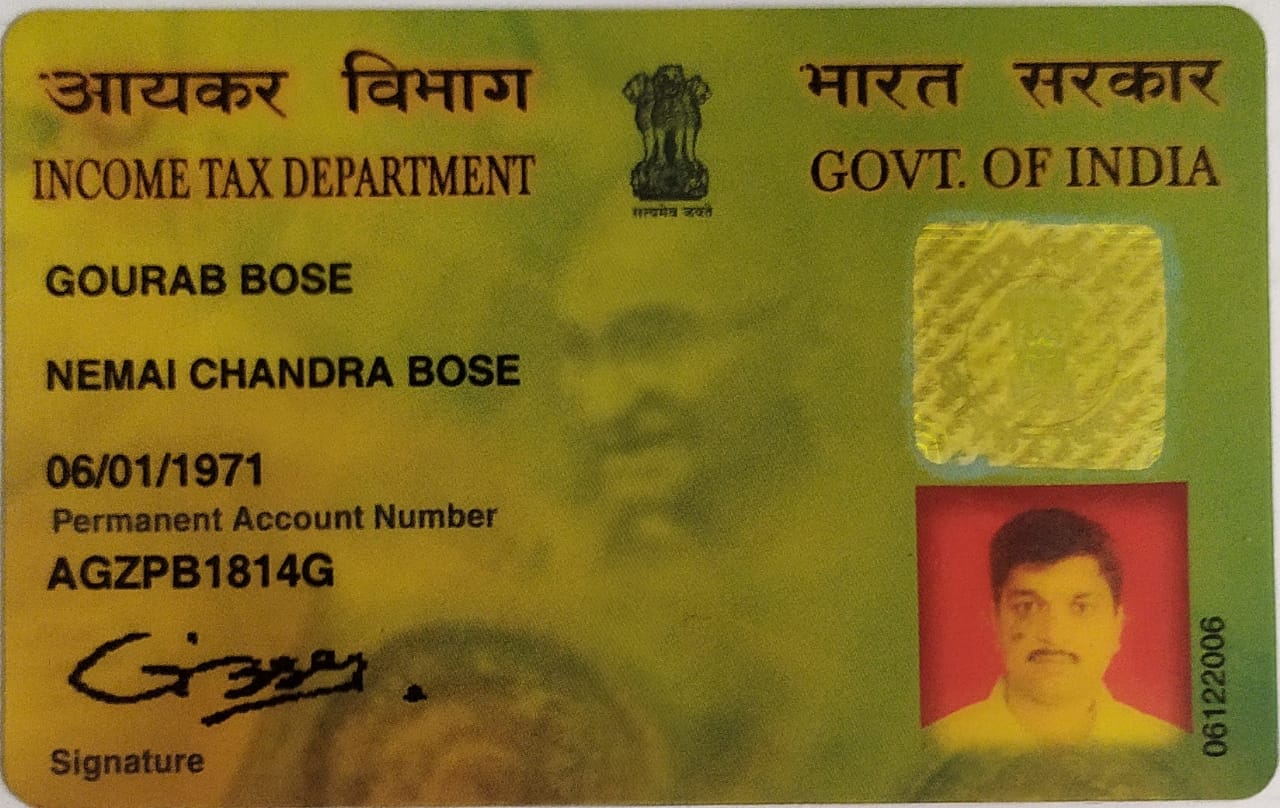 आयकर विभाग
INCOME TAX DEPARTMENT
सत्यमेव जयते
भारत सरकार
GOVT. OF INDIA
GOURAB BOSE
NEMAI CHANDRA BOSE
06/01/1971
Permanent Account Number
AGZPB1814G
Signature
06122006